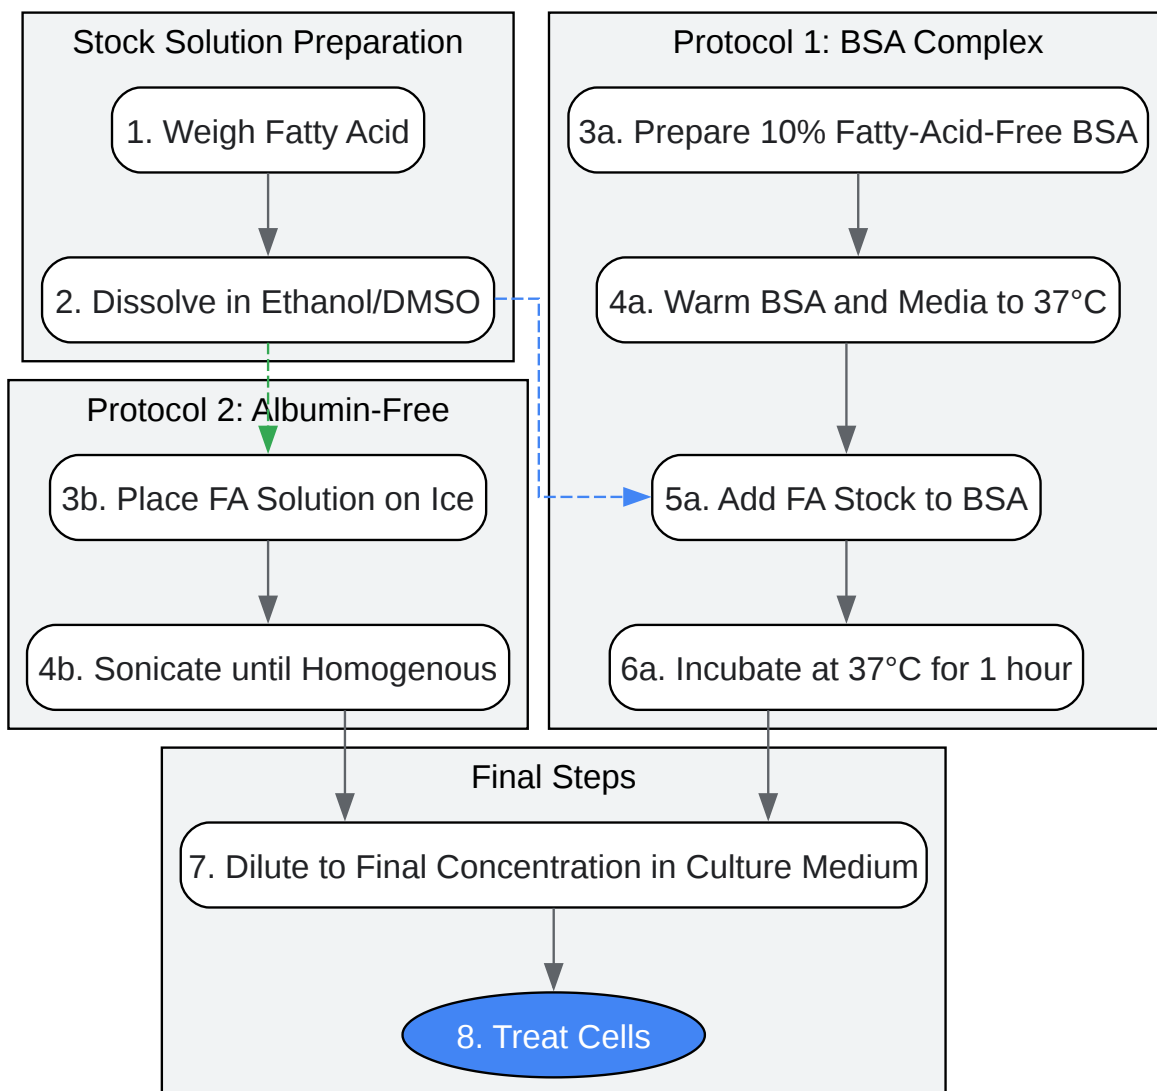 Stock Solution Preparation
1. Weigh Fatty Acid
2. Dissolve in Ethanol/DMSO
Protocol 1: BSA Complex
3a. Prepare 10% Fatty-Acid-Free BSA
4a. Warm BSA and Media to 37°C
5a. Add FA Stock to BSA
6a. Incubate at 37°C for 1 hour
Protocol 2: Albumin-Free
3b. Place FA Solution on Ice
4b. Sonicate until Homogenous
Final Steps
7. Dilute to Final Concentration in Culture Medium
8. Treat Cells